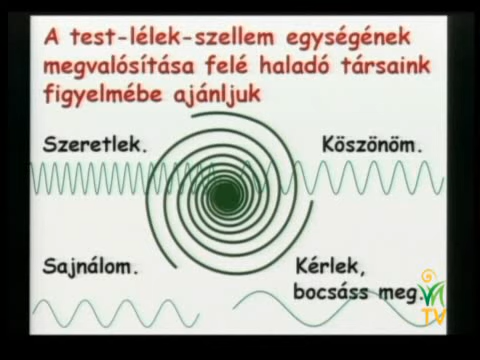 A test-lélek-szellem egységének
megvalósítása felé haladó társaink
figyelmébe ajánljuk
Szeretlek.
Köszönöm.
Sajnálom.
Kérlek,
bocsáss meg.
TV